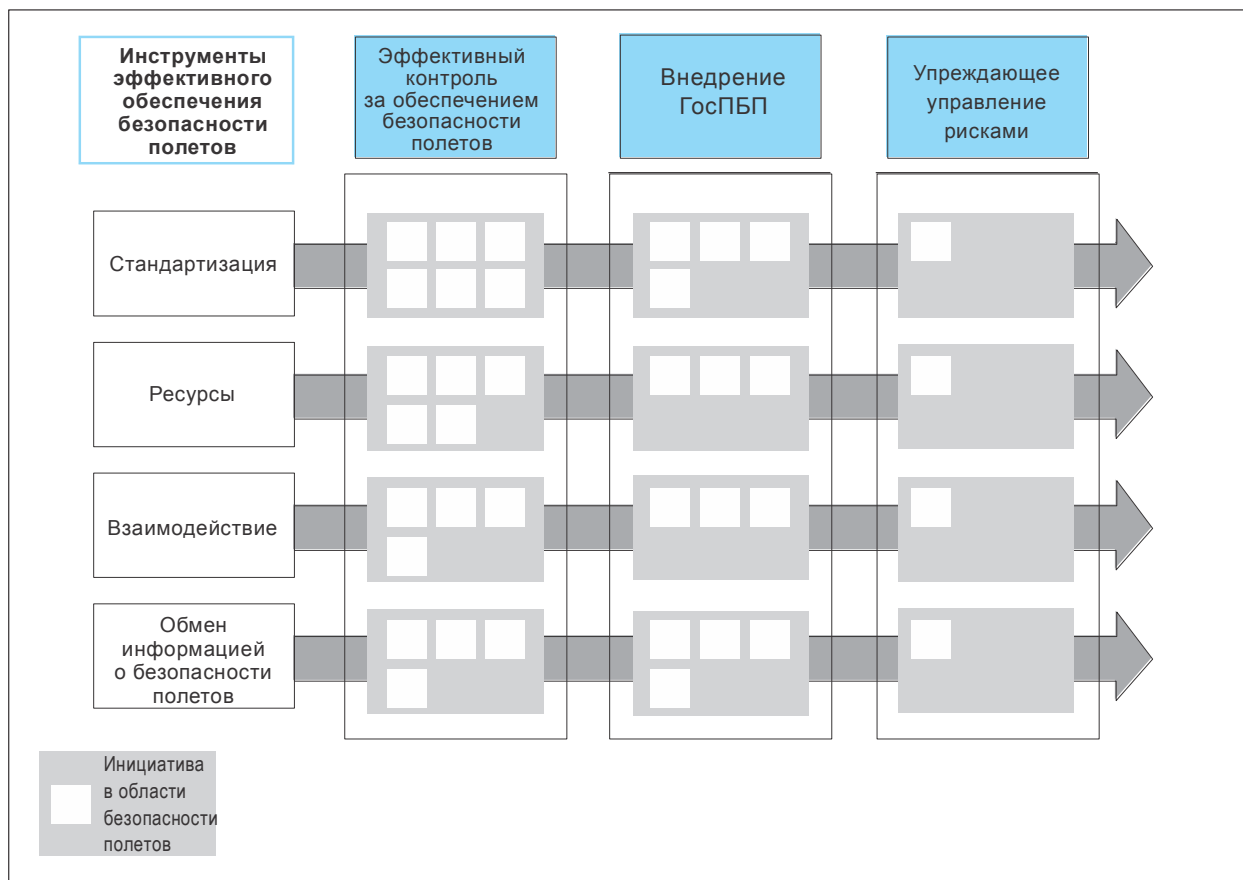 Инструменты
эффективного
обеспечения
безопасности
полетов
Эффективный
контроль
за обеспечением
безопасности
полетов
Внедрение
ГосПБП
Упреждающее
управление
рисками
Стандартизация
Ресурсы
Взаимодействие
Обмен
информацией
о безопасности
полетов
Инициатива
в области
безопасности
полетов